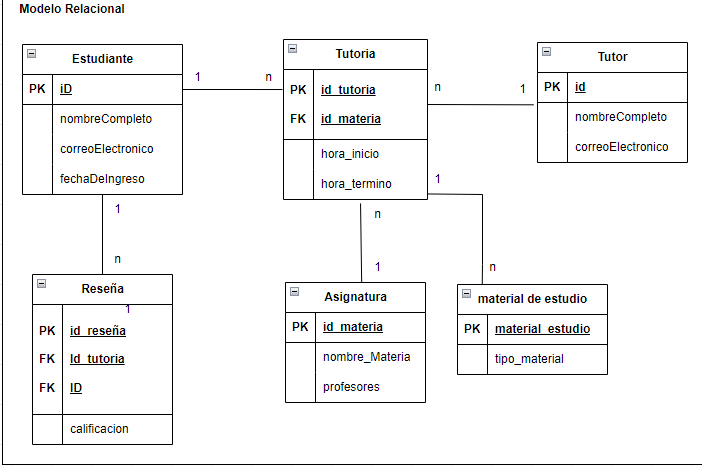 Modelo Relacional
Estudiante
PK iD
nombreCompleto
correoElectronico
fechaDeIngreso
1 n
Tutoria
PK id_tutoria
FK id_materia
hora_inicio
hora_termino
n 1
Tutor
PK id
nombreCompleto
correoElectronico
1
n
Reseña
1
PK id_reseña
FK Id_tutoria
FK ID
calificacion
n
1
Asignatura
PK id_materia
nombre_Materia
profesores
1
n
material de estudio
PK material_estudio
tipo_material